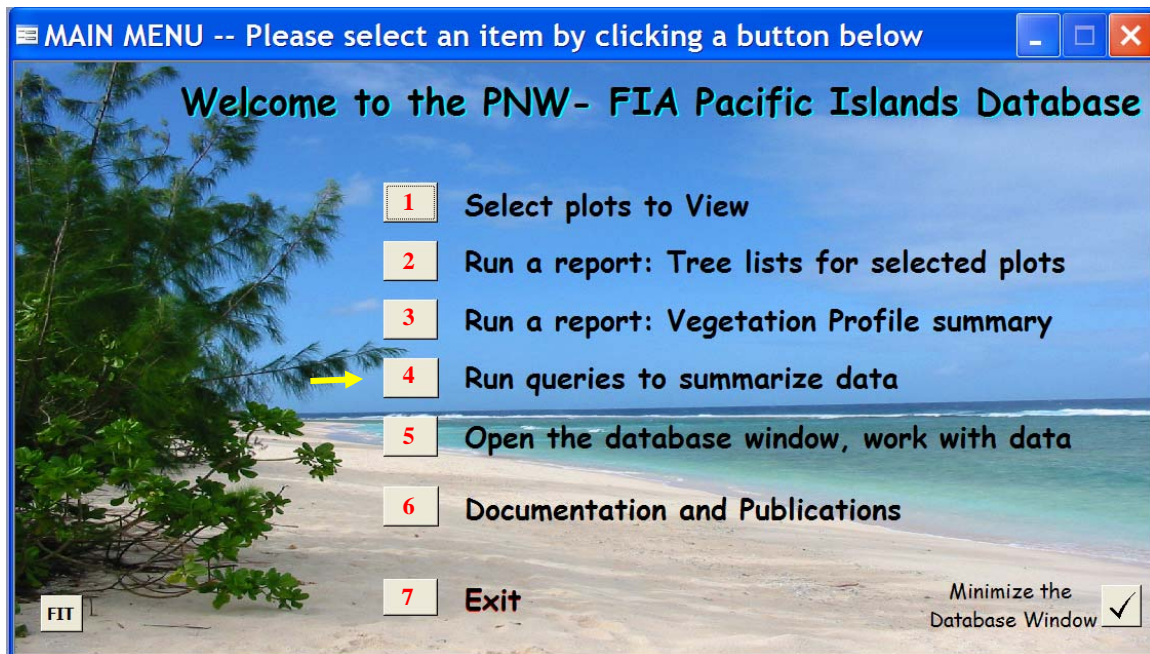 MAIN MENU -- Please select an item by clicking a button below
Welcome to the PNW- FIA Pacific Islands Database
1 Select plots to View
2 Run a report: Tree lists for selected plots
3 Run a report: Vegetation Profile summary
4 Run queries to summarize data
5 Open the database window, work with data
6 Documentation and Publications
7 Exit
FIT
Minimize the
Database Window